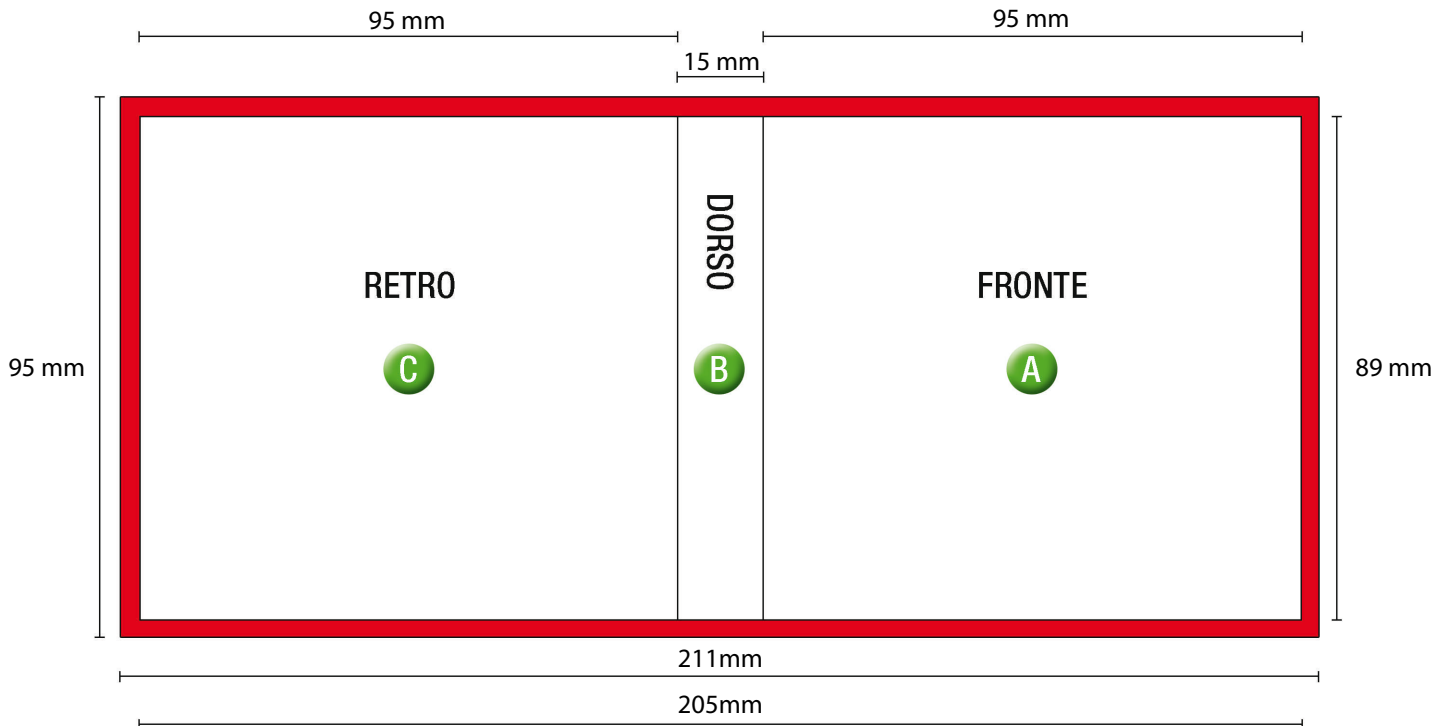 95 mm
95 mm
15 mm
DORSO
RETRO
FRONTE
95 mm
C
B
A
89 mm
211mm
205mm